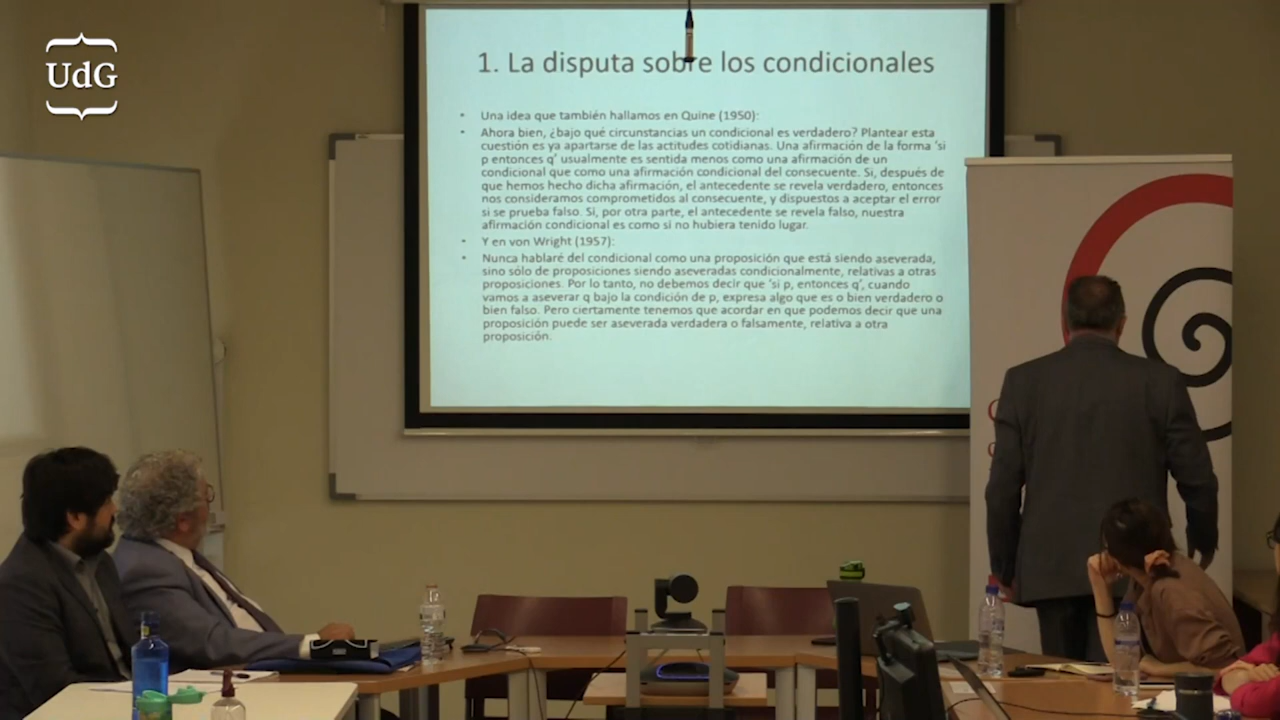 UdG
1. La disputa sobre los condicionales
• Una idea que también hallamos en Quine (1950):
• Ahora bien, ¿bajo qué circunstancias un condicional es verdadero? Plantear esta
cuestión es ya apartarse de las actitudes cotidianas. Una afirmación de la forma 'si
p entonces q' usualmente es sentida menos como una afirmación de un
condicional que como una afirmación condicional del consecuente. Si, después de
que hemos hecho dicha afirmación, el antecedente se revela verdadero, entonces
nos consideramos comprometidos al consecuente, y dispuestos a aceptar el error
si se prueba falso. Si, por otra parte, el antecedente se revela falso, nuestra
afirmación condicional es como si no hubiera tenido lugar.
• Y en von Wright (1957):
• Nunca hablaré del condicional como una proposición que está siendo aseverada,
sino sólo de proposiciones siendo aseveradas condicionalmente, relativas a otras
proposiciones. Por lo tanto, no debemos decir que 'si p, entonces q', cuando
vamos a aseverar q bajo la condición de p, expresa algo que es o bien verdadero o
bien falso. Pero ciertamente tenemos que acordar en que podemos decir que una
proposición puede ser aseverada verdadera o falsamente, relativa a otra
proposición.